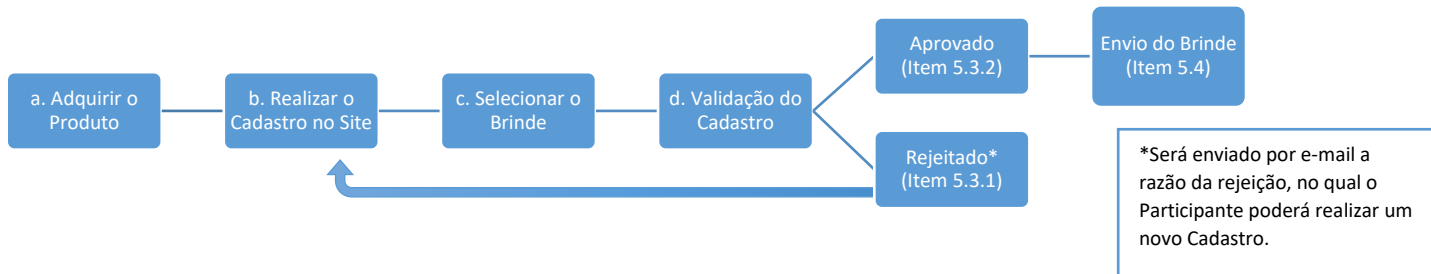 a. Adquirir o
Produto
b. Realizar o
Cadastro no Site
c. Selecionar o
Brinde
d. Validação do
Cadastro
Aprovado
(Item 5.3.2)
Envio do Brinde
(Item 5.4)
Rejeitado*
(Item 5.3.1)
*Será enviado por e-mail a
razão da rejeição, no qual o
Participante poderá realizar um
novo Cadastro.